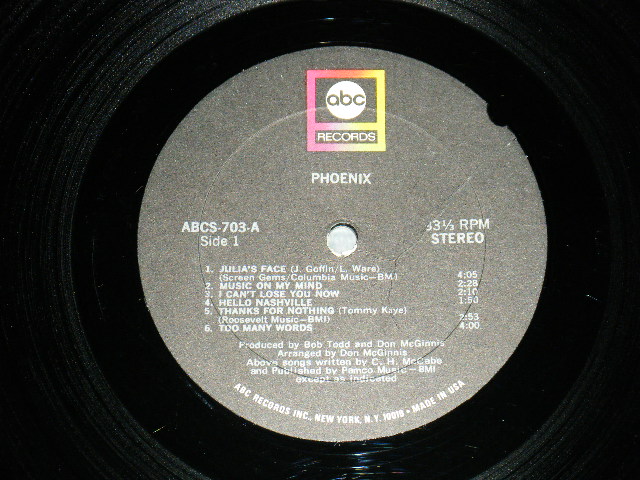 abc
RECORDS
PHOENIX
ABCS-703-A
Side 1
33⅓ RPM
STEREO
1. JULIA'S FACE (J. Goffin/L. Ware)
(Screen Gems/Columbia Music—BMI) 4:05
2. MUSIC ON MY MIND 2:28
3. I CAN'T LOSE YOU NOW 2:10
4. HELLO NASHVILLE 1:50
5. THANKS FOR NOTHING (Tommy Kaye)
(Roosevelt Music—BMI) 2:53
6. TOO MANY WORDS 4:00
Produced by Bob Todd and Don McGinnis
Arranged by Don McGinnis
Above songs written by C. H. McCabe
and Published by Pamco Music—BMI
except as indicated
ABC RECORDS INC., NEW YORK, N.Y. 10019 • MADE IN USA